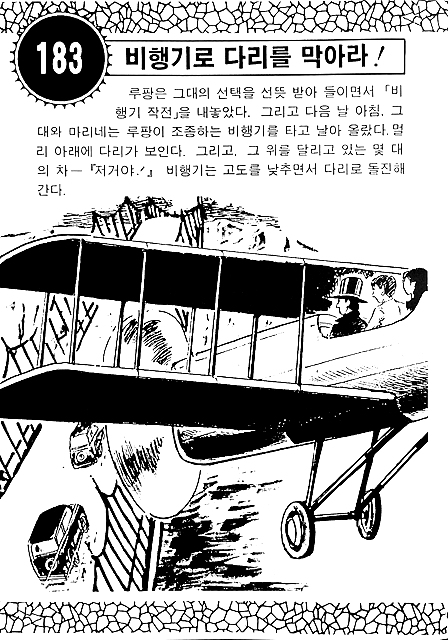 183
비행기로 다리를 막아라!
루팡은 그대의 선택을 선뜻 받아 들이면서 「비
행기 작전」을 내놓았다. 그리고 다음 날 아침, 그
대와 마리네는 루팡이 조종하는 비행기를 타고 날아 올랐다. 멀
리 아래에 다리가 보인다. 그리고, 그 위를 달리고 있는 몇 대
의 차— 『저거야!』 비행기는 고도를 낮추면서 다리로 돌진해
간다.